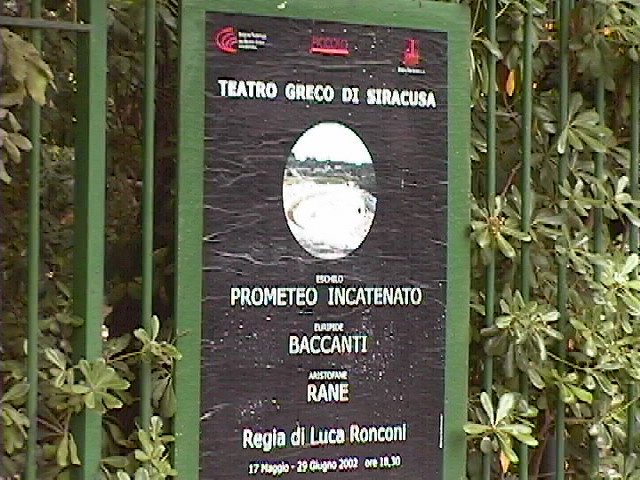 TEATRO GRECO DI SIRACUSA
ESCHILO
PROMETEO INCATENATO
EURIPIDE
BACCANTI
ARISTOFANE
RANE
Regia di Luca Ronconi
17 Maggio - 29 Giugno 2002 ore 18,30